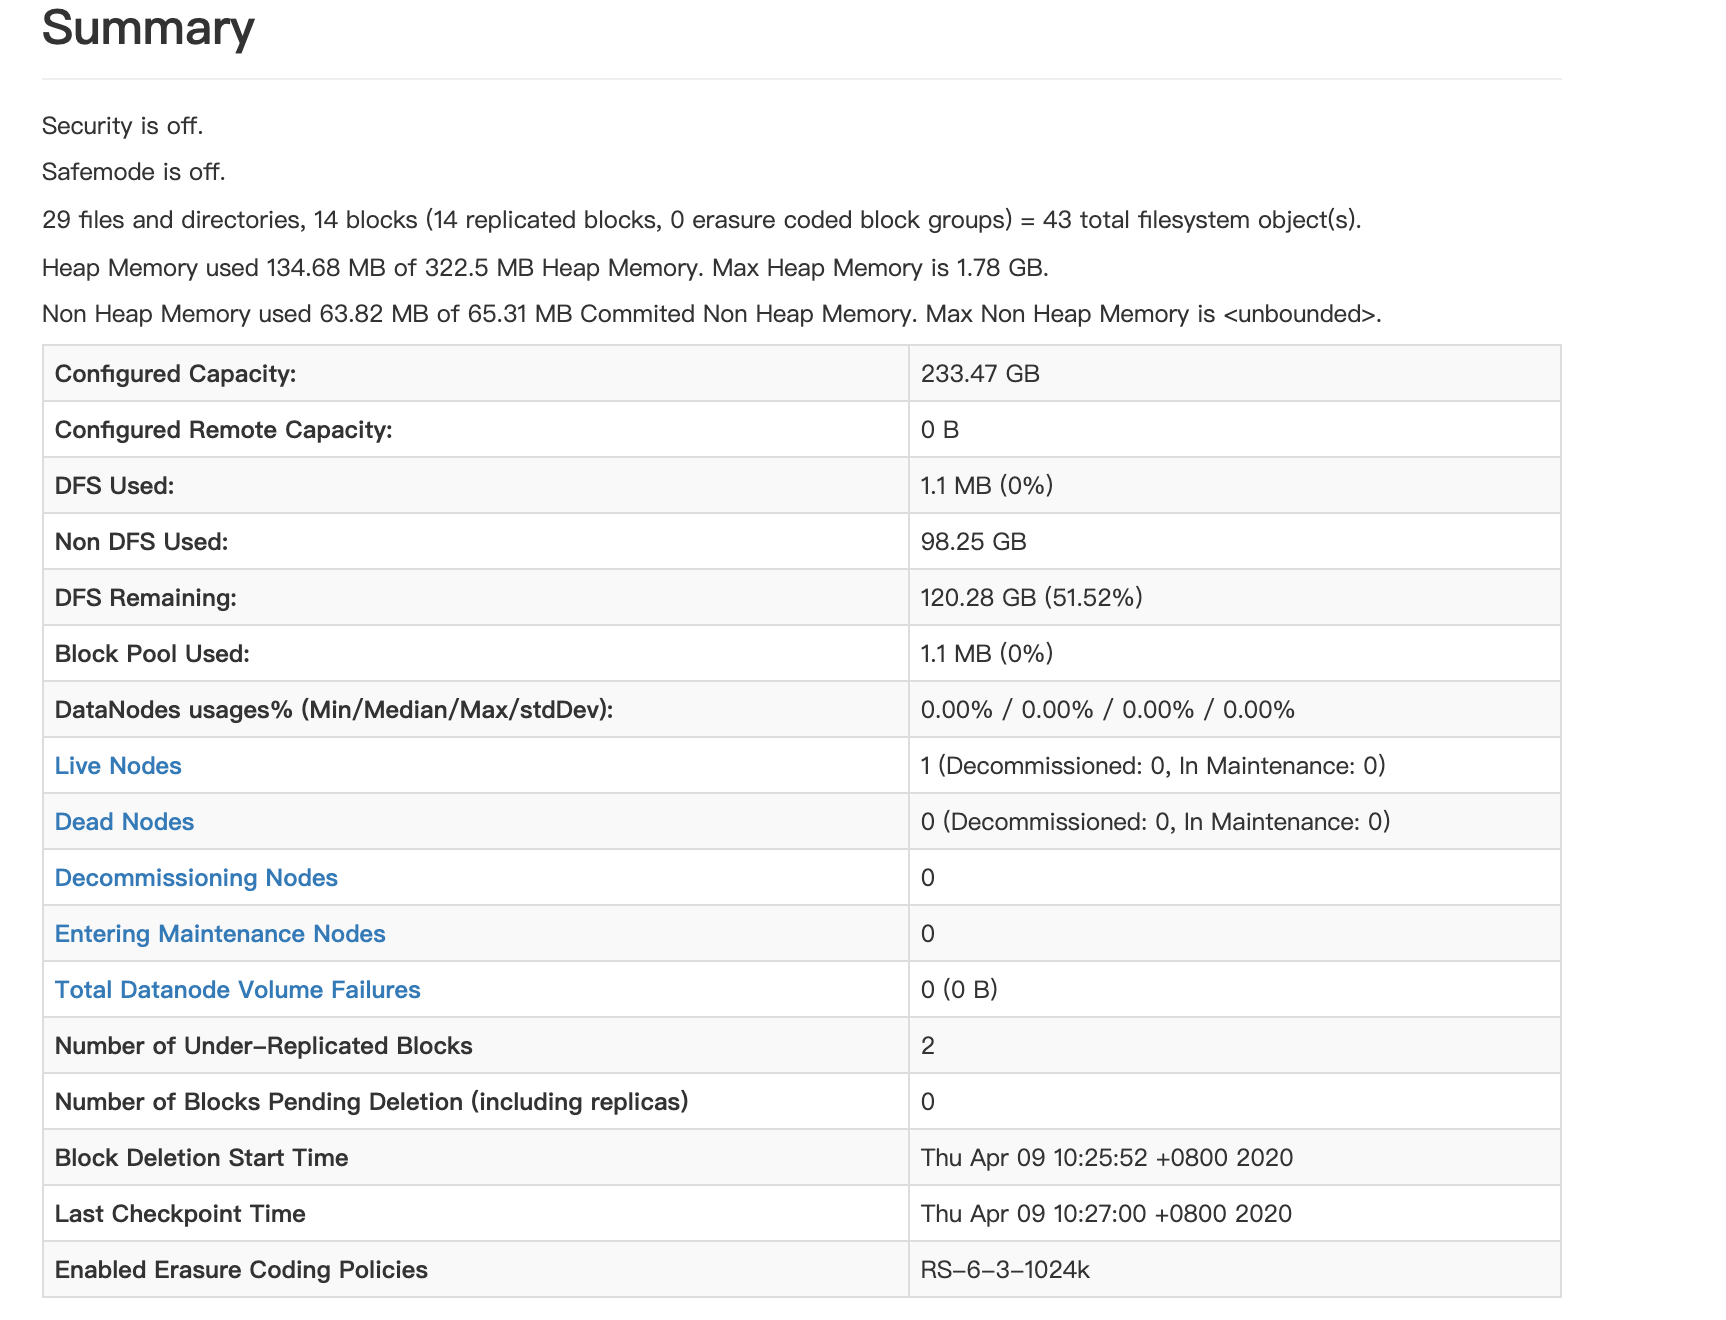 Summary
Security is off.
Safemode is off.
29 files and directories, 14 blocks (14 replicated blocks, 0 erasure coded block groups) = 43 total filesystem object(s).
Heap Memory used 134.68 MB of 322.5 MB Heap Memory. Max Heap Memory is 1.78 GB.
Non Heap Memory used 63.82 MB of 65.31 MB Commited Non Heap Memory. Max Non Heap Memory is <unbounded>.
Configured Capacity: 233.47 GB
Configured Remote Capacity: 0 B
DFS Used: 1.1 MB (0%)
Non DFS Used: 98.25 GB
DFS Remaining: 120.28 GB (51.52%)
Block Pool Used: 1.1 MB (0%)
DataNodes usages% (Min/Median/Max/stdDev): 0.00% / 0.00% / 0.00% / 0.00%
Live Nodes 1 (Decommissioned: 0, In Maintenance: 0)
Dead Nodes 0 (Decommissioned: 0, In Maintenance: 0)
Decommissioning Nodes 0
Entering Maintenance Nodes 0
Total Datanode Volume Failures 0 (0 B)
Number of Under–Replicated Blocks 2
Number of Blocks Pending Deletion (including replicas) 0
Block Deletion Start Time Thu Apr 09 10:25:52 +0800 2020
Last Checkpoint Time Thu Apr 09 10:27:00 +0800 2020
Enabled Erasure Coding Policies RS–6–3–1024k